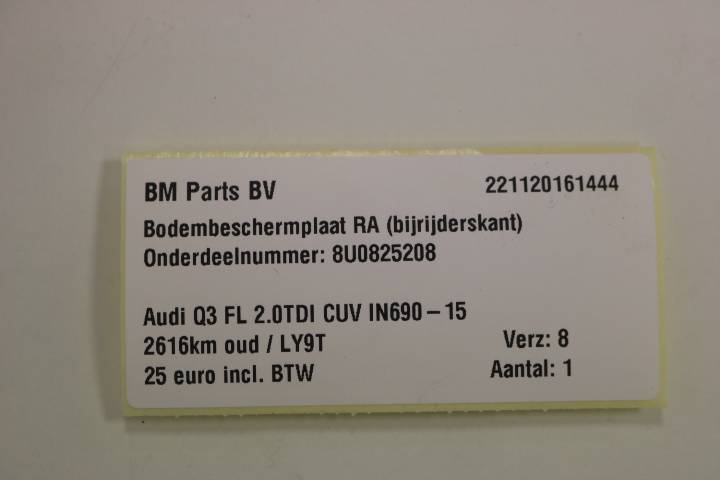 BM Parts BV 221120161444
Bodembeschermplaat RA (bijrijderskant)
Onderdeelnummer: 8U0825208
Audi Q3 FL 2.0TDI CUV IN690-15
2616km oud / LY9T Verz: 8
25 euro incl. BTW Aantal: 1